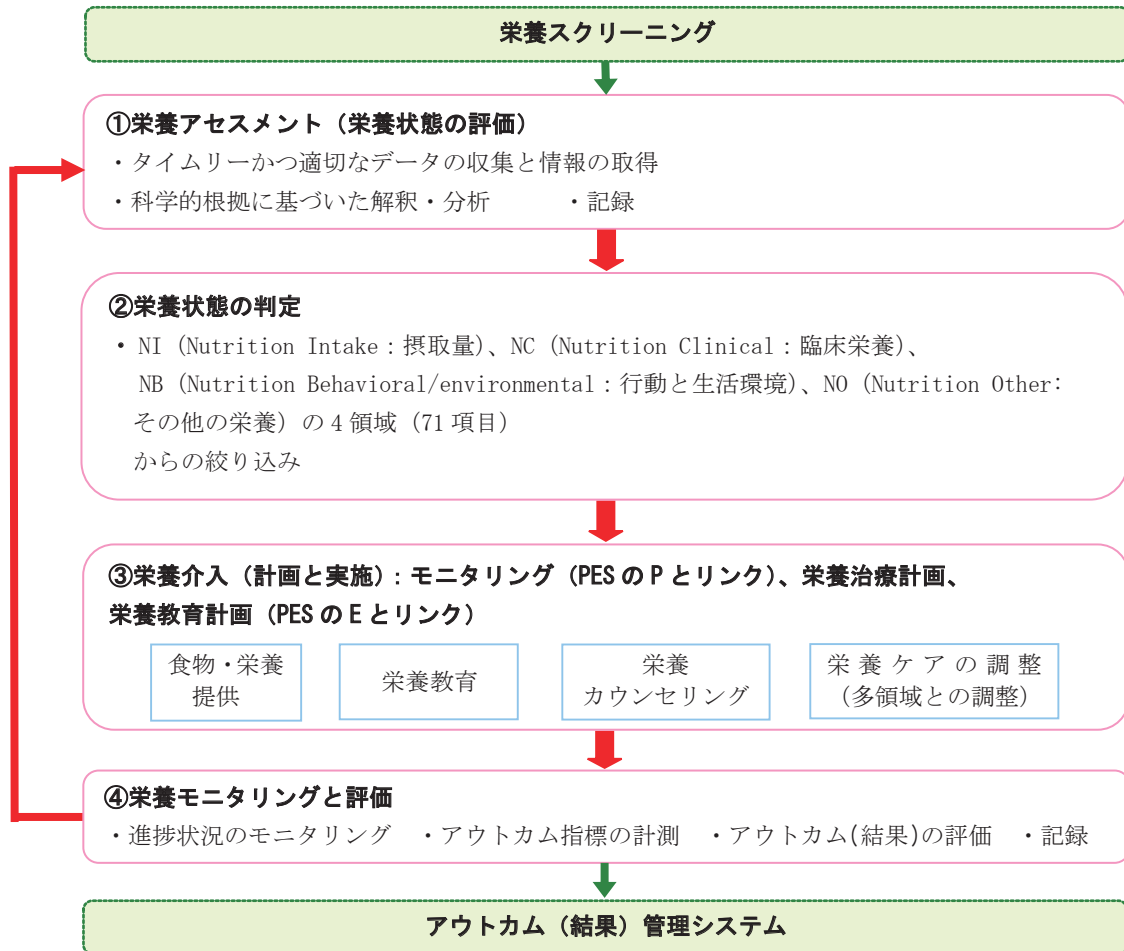 栄養スクリーニング
①栄養アセスメント（栄養状態の評価）
・タイムリーかつ適切なデータの収集と情報の取得
・科学的根拠に基づいた解釈・分析　　・記録
②栄養状態の判定
・NI（Nutrition Intake：摂取量）、NC（Nutrition Clinical：臨床栄養）、
NB（Nutrition Behavioral/environmental：行動と生活環境）、NO（Nutrition Other：
その他の栄養）の4領域（71項目）
からの絞り込み
③栄養介入（計画と実施）：モニタリング（PESのPとリンク）、栄養治療計画、
栄養教育計画（PESのEとリンク）
食物・栄養
提供
栄養教育
栄養
カウンセリング
栄養ケアの調整
（多領域との調整）
④栄養モニタリングと評価
・進捗状況のモニタリング　・アウトカム指標の計測　・アウトカム(結果)の評価　・記録
アウトカム（結果）管理システム